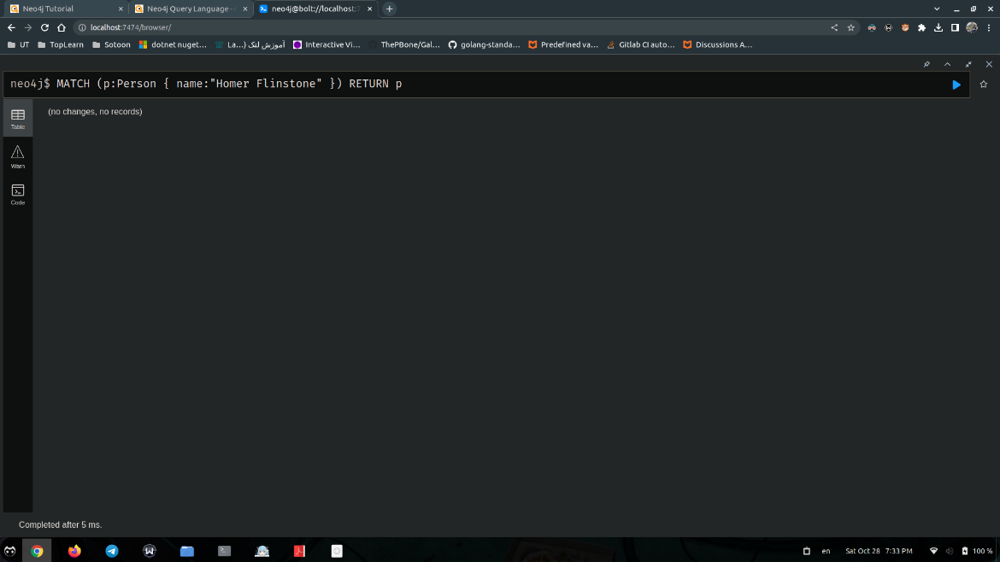 Neo4j Tutorial
Neo4j Query Language -
neo4j@bolt://localhost:7
localhost:7474/browser/
UT
TopLearn
Sotoon
dotnet nuget...
آموزش لنک (...La
Interactive Vi...
ThePBone/Gal...
golang-standa...
Predefined va...
Gitlab CI auto...
Discussions A...
neo4j$ MATCH (p:Person { name:"Homer Flinstone" }) RETURN p
(no changes, no records)
Table
Warn
Code
Completed after 5 ms.
en
Sat Oct 28 7:33 PM
100 %